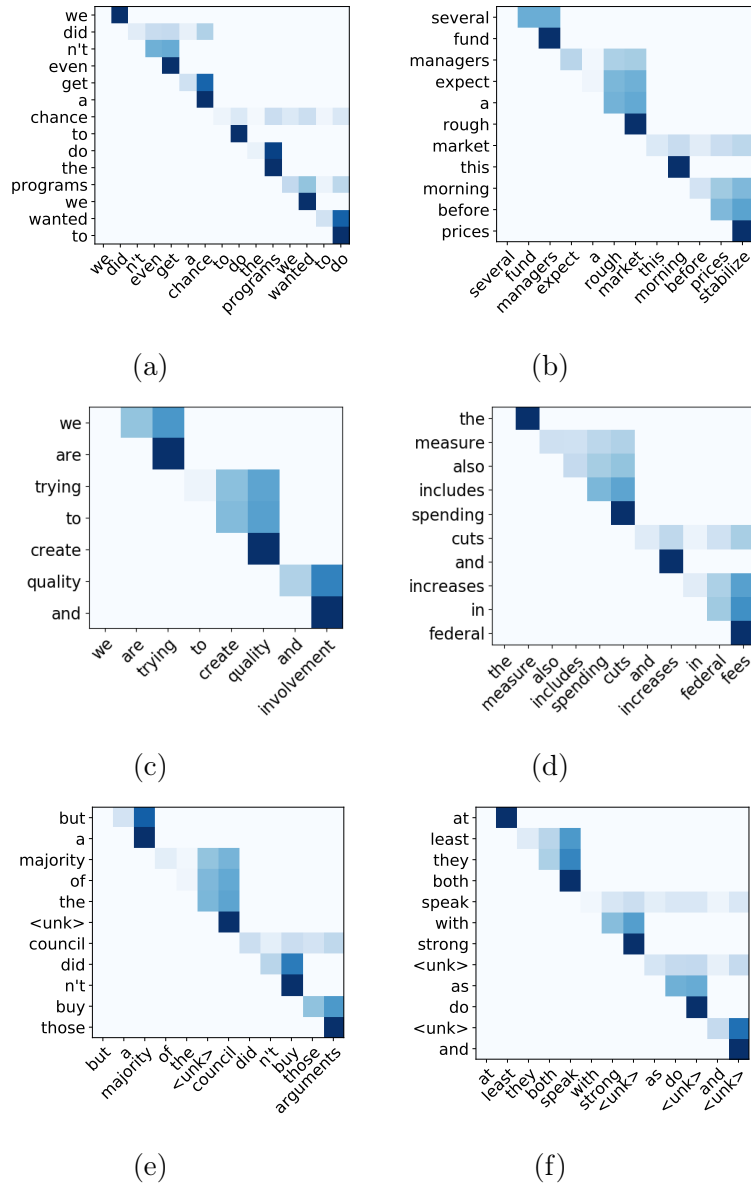 we
did
n't
even
get
a
chance
to
do
the
programs
we
wanted
to
we
did
n't
even
get
a
chance
to
do
the
programs
we
wanted
to
do
(a)
several
fund
managers
expect
a
rough
market
this
morning
before
prices
several
fund
managers
expect
a
rough
market
this
morning
before
prices
stabilize
(b)
we
are
trying
to
create
quality
and
we
are
trying
to
create
quality
and
involvement
(c)
the
measure
also
includes
spending
cuts
and
increases
in
federal
the
measure
also
includes
spending
cuts
and
increases
in
federal
fees
(d)
but
a
majority
of
the
<unk>
council
did
n't
buy
those
but
a
majority
of
the
<unk>
council
did
n't
buy
those
arguments
(e)
at
least
they
both
speak
with
strong
<unk>
as
do
<unk>
and
at
least
they
both
speak
with
strong
<unk>
as
do
<unk>
and
<unk>
(f)